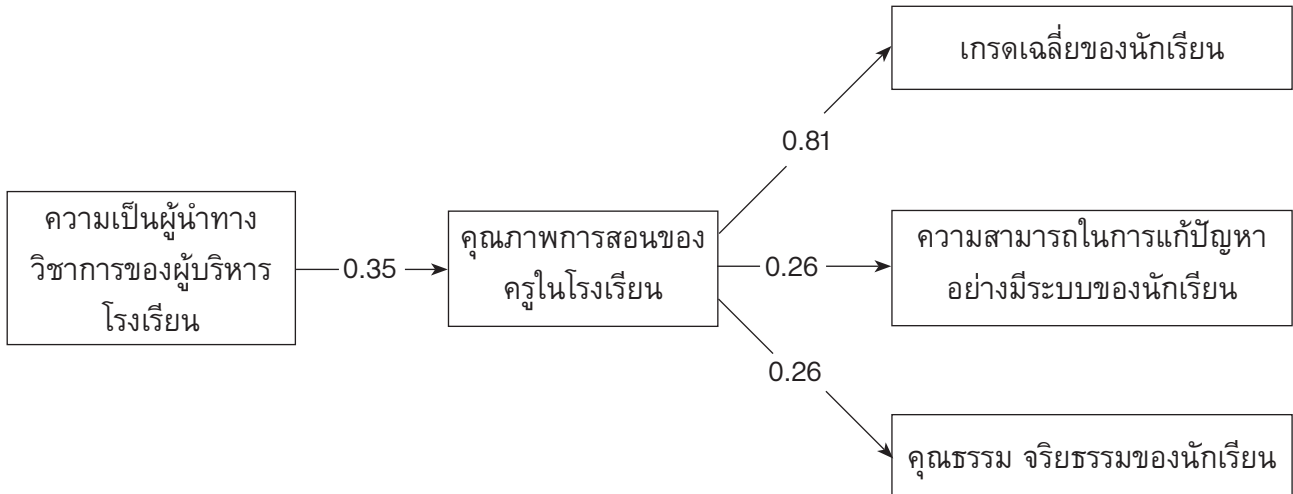 เกรดเฉลี่ยของนักเรียน
0.81
ความเป็นผู้นำทาง
วิชาการของผู้บริหาร
โรงเรียน
0.35
คุณภาพการสอนของ
ครูในโรงเรียน
0.26
ความสามารถในการแก้ปัญหา
อย่างมีระบบของนักเรียน
0.26
คุณธรรม จริยธรรมของนักเรียน